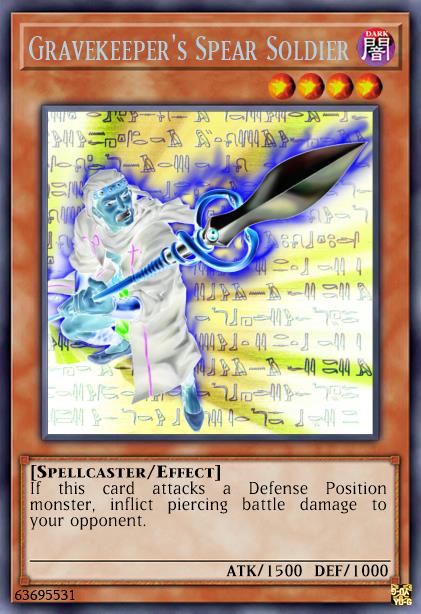 GRAVEKEEPER'S SPEAR SOLDIER
DARK
闇
[SPELLCASTER/EFFECT]
If this card attacks a Defense Position
monster, inflict piercing battle damage to
your opponent.
ATK/1500 DEF/1000
63695531